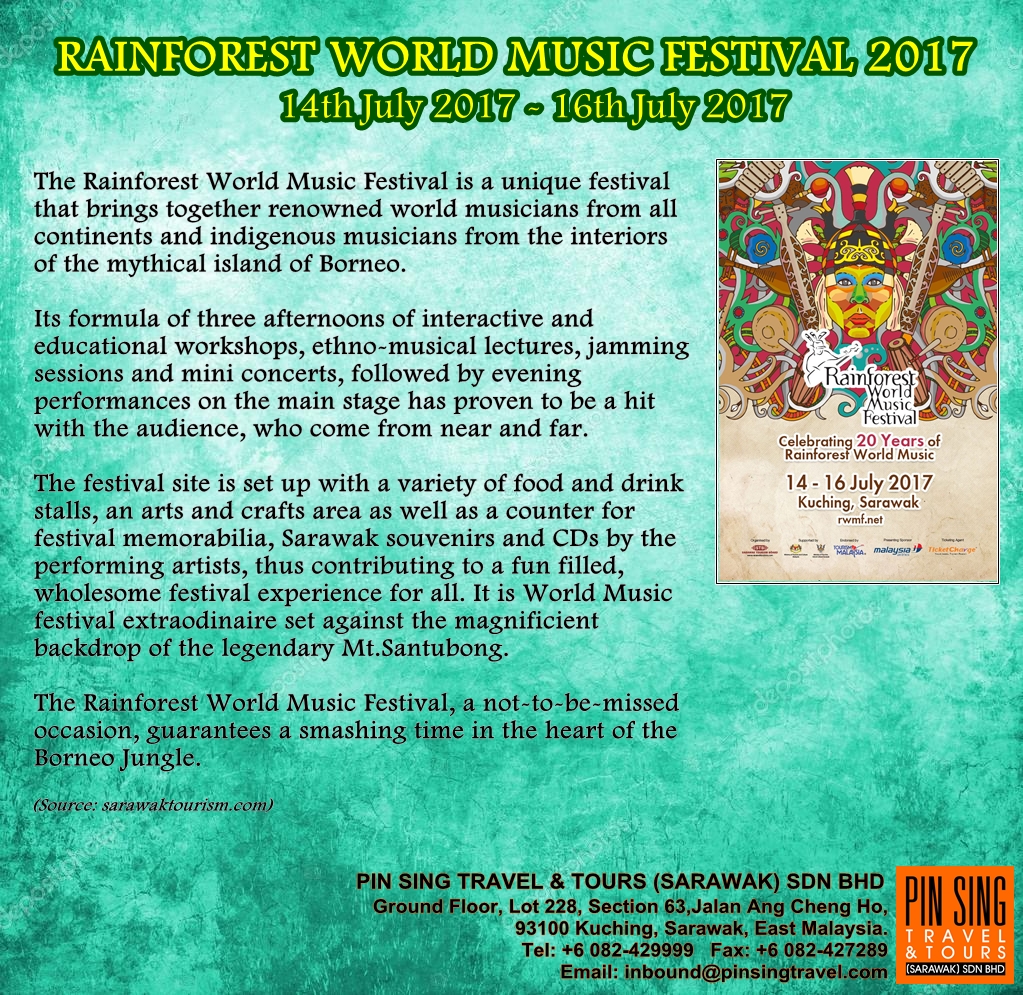 RAINFOREST WORLD MUSIC FESTIVAL 2017
14th July 2017 ~ 16th July 2017
The Rainforest World Music Festival is a unique festival
that brings together renowned world musicians from all
continents and indigenous musicians from the interiors
of the mythical island of Borneo.
Its formula of three afternoons of interactive and
educational workshops, ethno-musical lectures, jamming
sessions and mini concerts, followed by evening
performances on the main stage has proven to be a hit
with the audience, who come from near and far.
The festival site is set up with a variety of food and drink
stalls, an arts and crafts area as well as a counter for
festival memorabilia, Sarawak souvenirs and CDs by the
performing artists, thus contributing to a fun filled,
wholesome festival experience for all. It is World Music
festival extraodinaire set against the magnificient
backdrop of the legendary Mt.Santubong.
The Rainforest World Music Festival, a not-to-be-missed
occasion, guarantees a smashing time in the heart of the
Borneo Jungle.
(Source: sarawaktourism.com)
Rainforest
World
Music
Festival
Celebrating 20 Years of
Rainforest World Music
14 - 16 July 2017
Kuching, Sarawak
rwmf.net
malaysia
TicketCharge
PIN SING TRAVEL & TOURS (SARAWAK) SDN BHD
Ground Floor, Lot 228, Section 63,Jalan Ang Cheng Ho,
93100 Kuching, Sarawak, East Malaysia.
Tel: +6 082-429999 Fax: +6 082-427289
Email: inbound@pinsingtravel.com
PIN SING
TRAVEL
& TOURS
(SARAWAK) SDN BHD
depositphotos